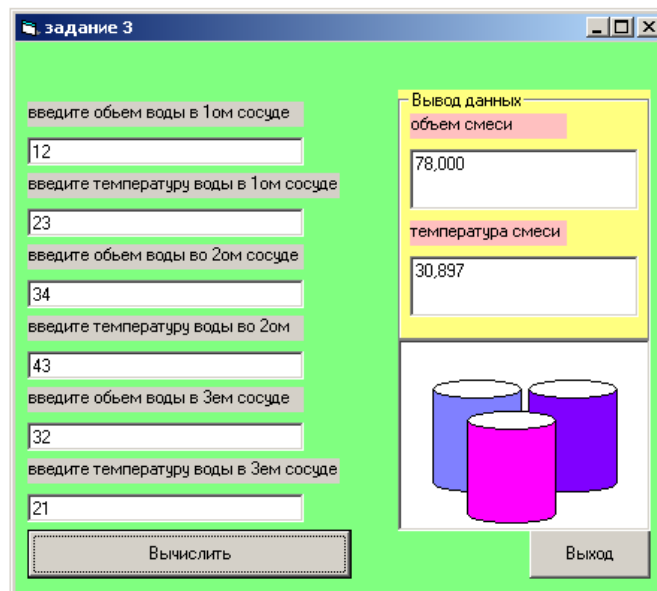 задание 3
введите обьем воды в 1ом сосуде
12
введите температуру воды в 1ом сосуде
23
введите обьем воды во 2ом сосуде
34
введите температуру воды во 2ом
43
введите обьем воды в 3ем сосуде
32
введите температуру воды в 3ем сосуде
21
Вычислить
Вывод данных
объем смеси
78,000
температура смеси
30,897
Выход